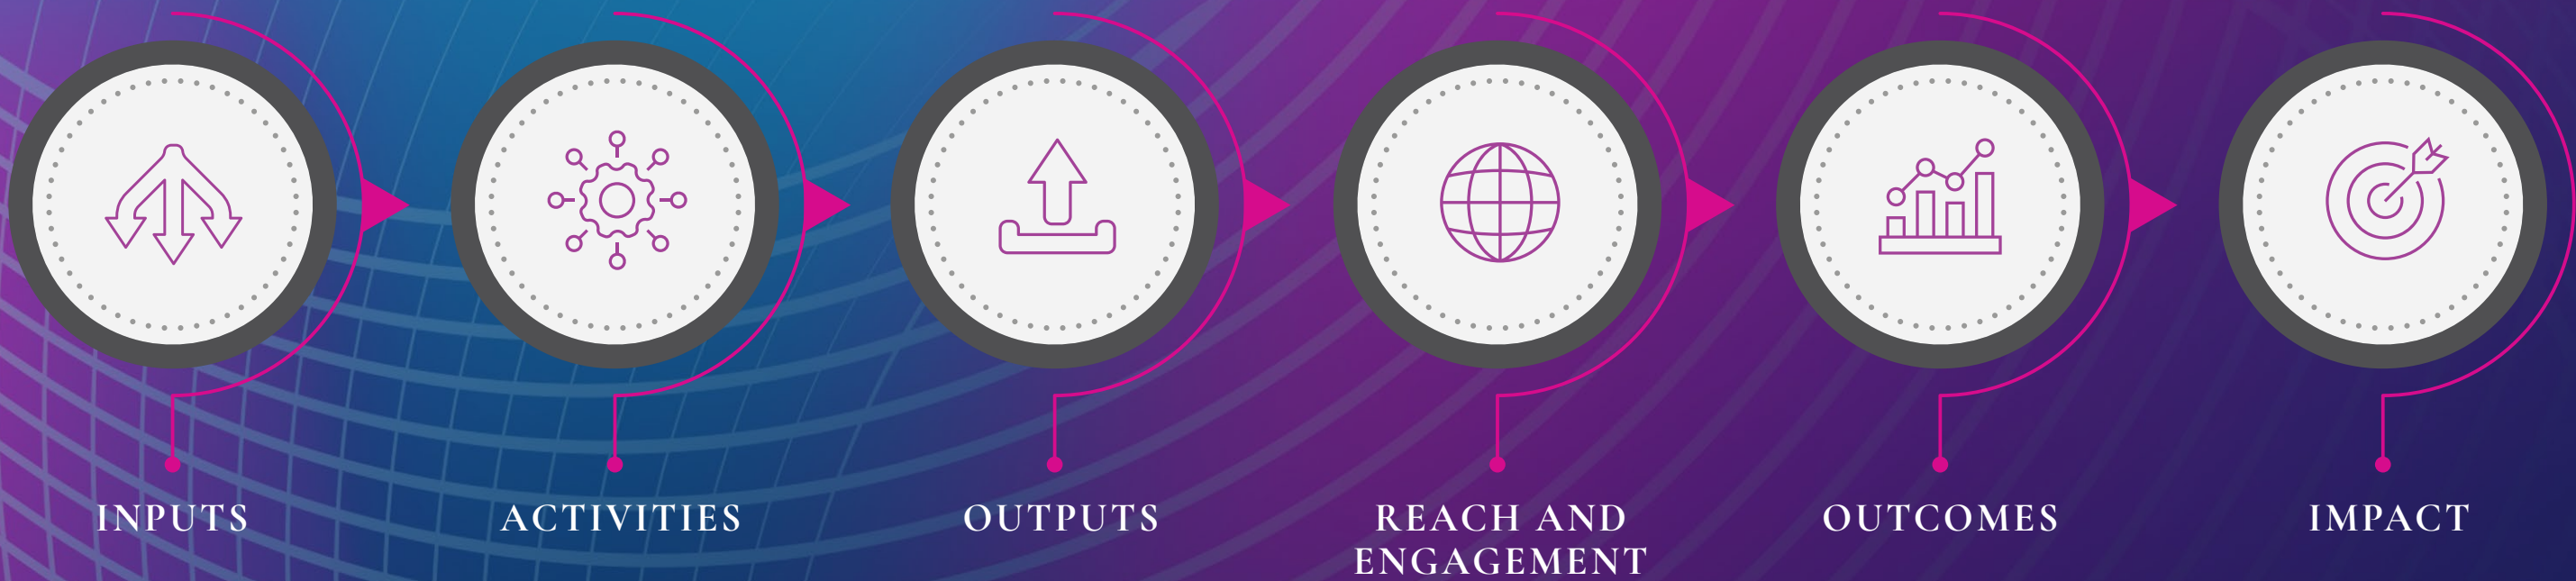 INPUTS
ACTIVITIES
OUTPUTS
REACH AND
ENGAGEMENT
OUTCOMES
IMPACT